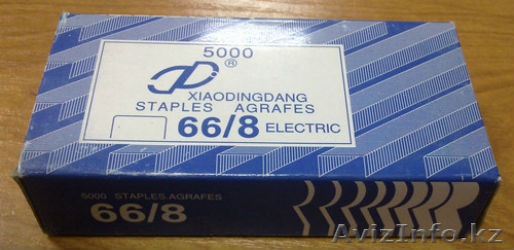 5000
®
XIAODINGDANG
STAPLES AGRAFES
66/8 ELECTRIC
5000 STAPLES AGRAFES
66/8
AvizInfo.kz